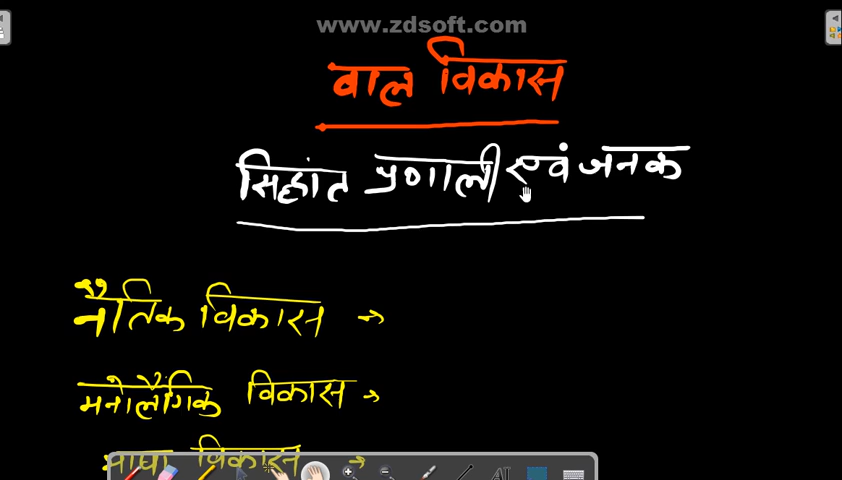 www.zdsoft.com
बाल विकास
सिद्धांत प्रणाली एवं जनक
नैतिक विकास →
मनोलैंगिक विकास →
भाषा विकास →